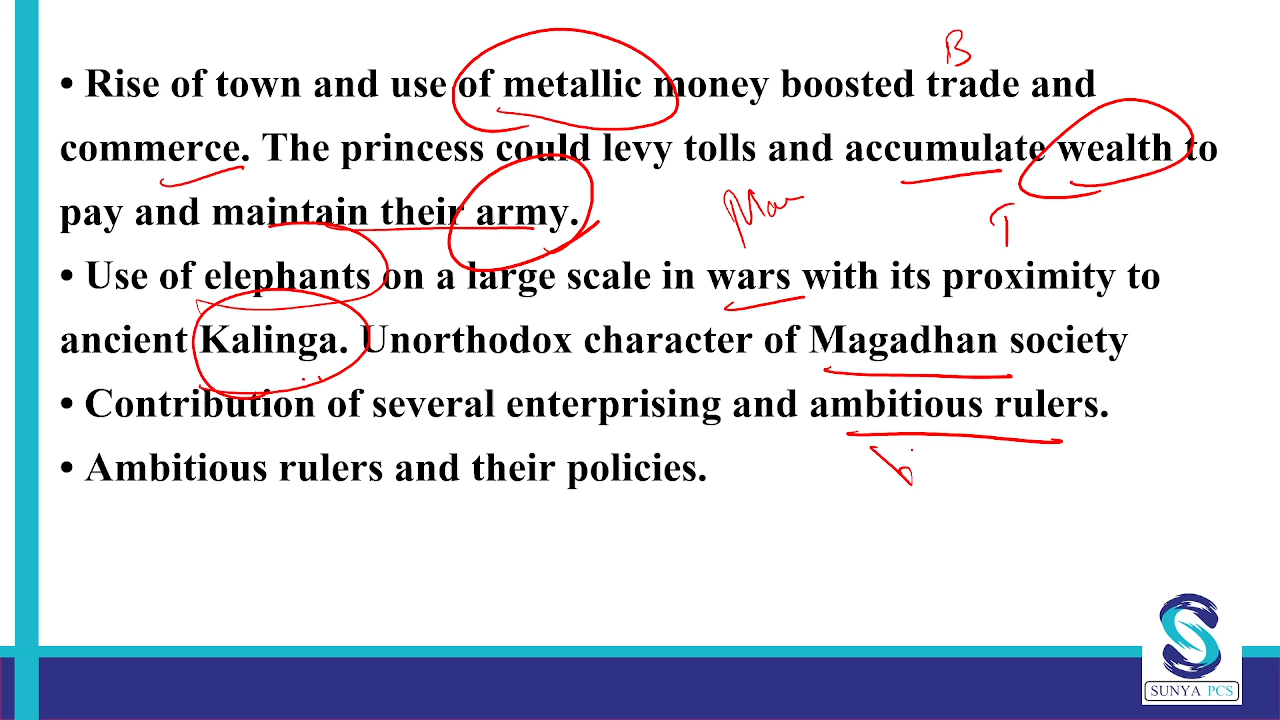 B
• Rise of town and use of metallic money boosted trade and
commerce. The princess could levy tolls and accumulate wealth to
pay and maintain their army.
T
• Use of elephants on a large scale in wars with its proximity to
ancient Kalinga. Unorthodox character of Magadhan society
• Contribution of several enterprising and ambitious rulers.
• Ambitious rulers and their policies.
SUNYA PCS